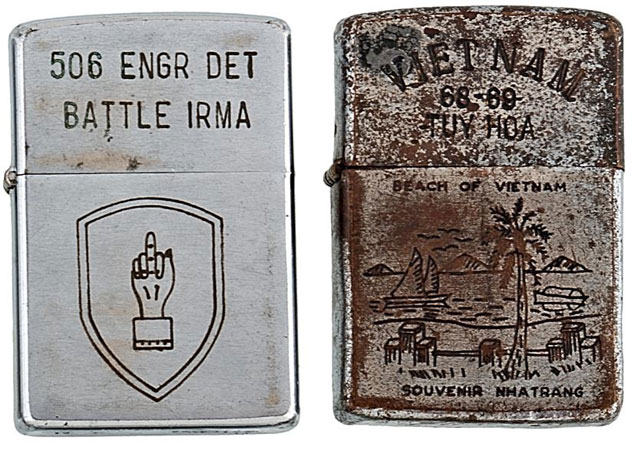 506 ENGR DET
BATTLE IRMA
VIETNAM
68-69
TUY HOA
BEACH OF VIETNAM
SOUVENIR NHATRANG